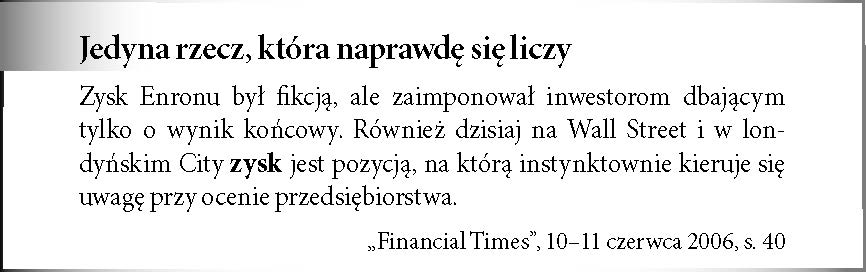 Jedyna rzecz, która naprawdę się liczy
Zysk Enronu był fikcją, ale zaimponował inwestorom dbającym
tylko o wynik końcowy. Również dzisiaj na Wall Street i w lon-
dyńskim City zysk jest pozycją, na którą instynktownie kieruje się
uwagę przy ocenie przedsiębiorstwa.
„Financial Times”, 10–11 czerwca 2006, s. 40